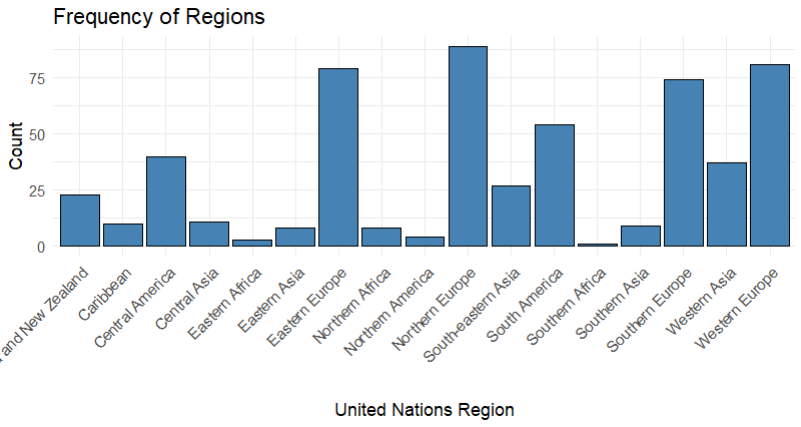 Frequency of Regions
Count
75
50
25
0
and New Zealand
Caribbean
Central America
Central Asia
Eastern Africa
Eastern Asia
Eastern Europe
Northern Africa
Northern America
Northern Europe
South-eastern Asia
South America
Southern Africa
Southern Asia
Southern Europe
Western Asia
Western Europe
United Nations Region